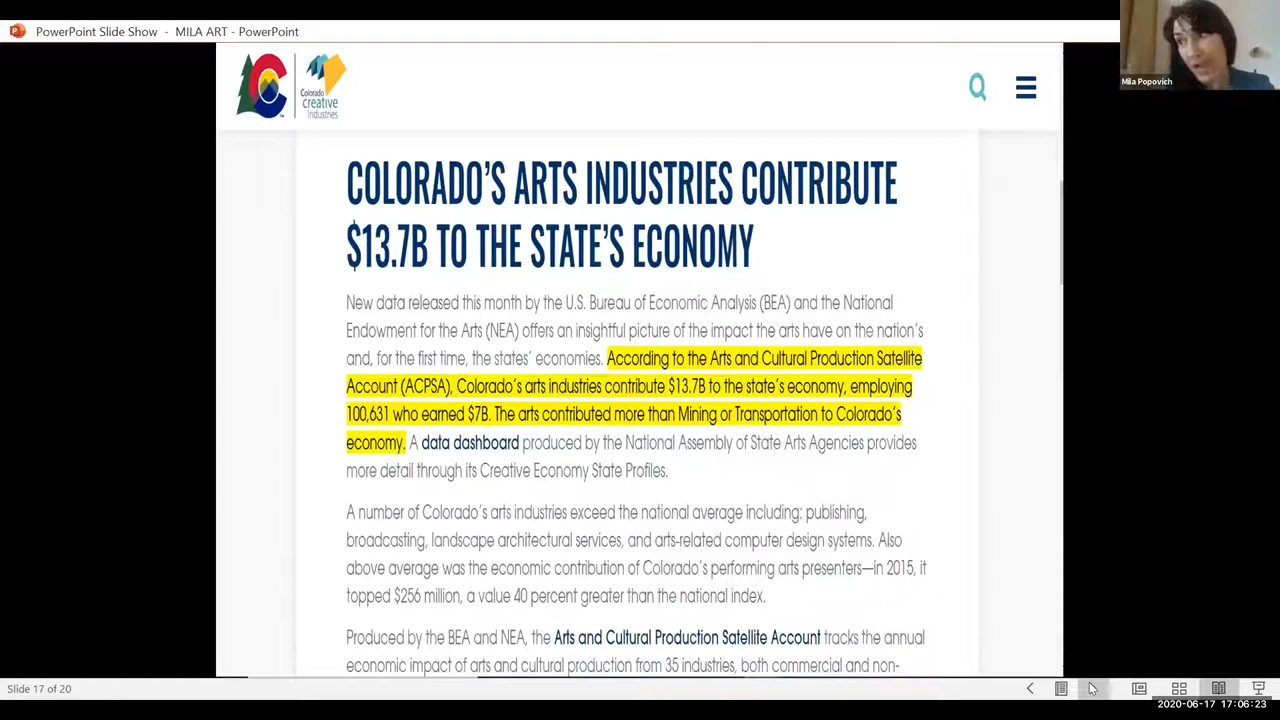 PowerPoint Slide Show - MILA ART - PowerPoint
Mila Popovich
Colorado
creative
industries
COLORADO’S ARTS INDUSTRIES CONTRIBUTE
$13.7B TO THE STATE’S ECONOMY
New data released this month by the U.S. Bureau of Economic Analysis (BEA) and the National
Endowment for the Arts (NEA) offers an insightful picture of the impact the arts have on the nation’s
and, for the first time, the states’ economies. According to the Arts and Cultural Production Satellite
Account (ACPSA), Colorado’s arts industries contribute $13.7B to the state’s economy, employing
100,631 who earned $7B. The arts contributed more than Mining or Transportation to Colorado’s
economy. A data dashboard produced by the National Assembly of State Arts Agencies provides
more detail through its Creative Economy State Profiles.
A number of Colorado’s arts industries exceed the national average including: publishing,
broadcasting, landscape architectural services, and arts-related computer design systems. Also
above average was the economic contribution of Colorado’s performing arts presenters—in 2015, it
topped $256 million, a value 40 percent greater than the national index.
Produced by the BEA and NEA, the Arts and Cultural Production Satellite Account tracks the annual
economic impact of arts and cultural production from 35 industries, both commercial and non-
Slide 17 of 20
2020-06-17 17:06:23